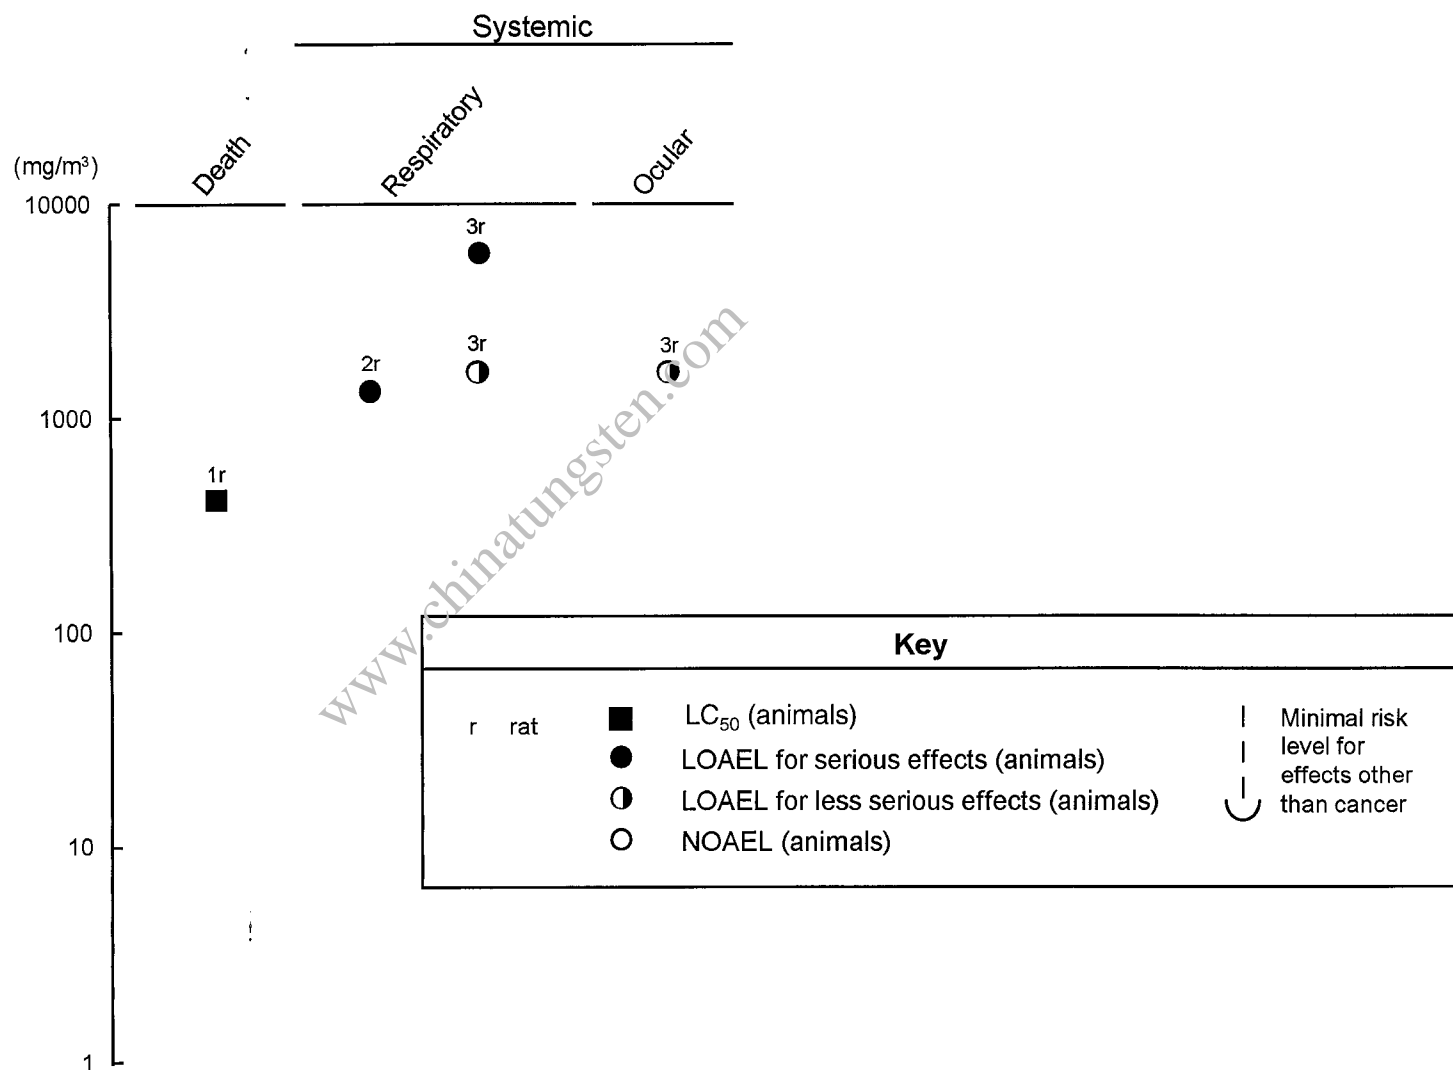 Systemic
Death
Respiratory
Ocular
(mg/m³)
10000
3r
3r
3r
2r
1000
1r
www.chinatungsten.com
100
Key
r rat
LC₅₀ (animals)
LOAEL for serious effects (animals)
LOAEL for less serious effects (animals)
NOAEL (animals)
Minimal risk
level for
effects other
than cancer
10
1